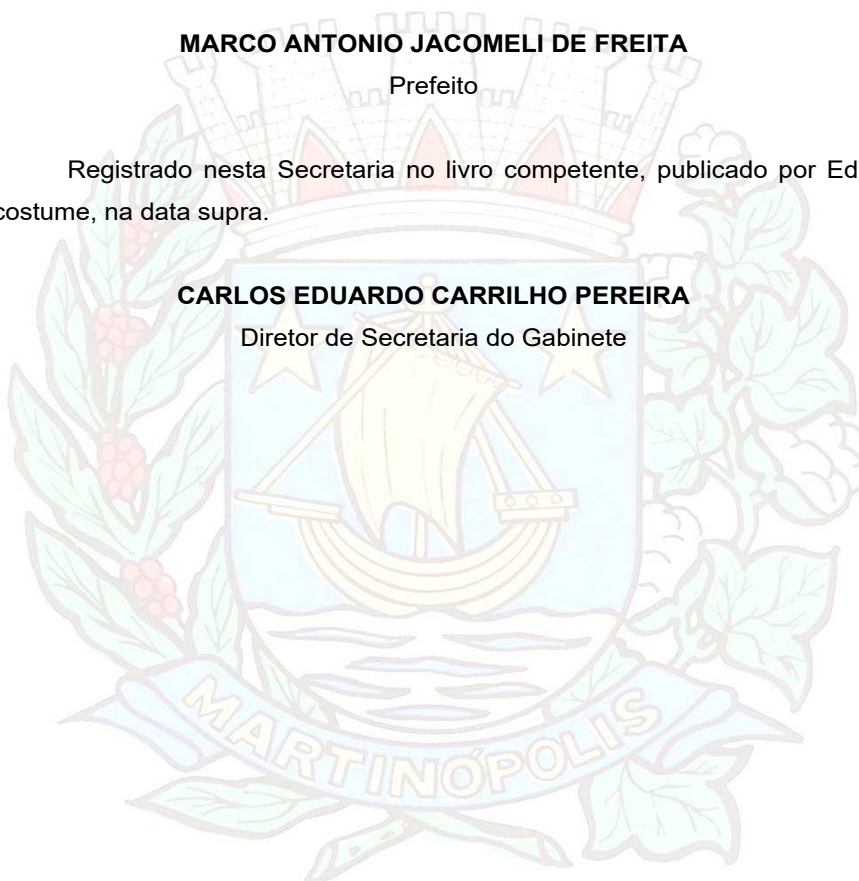 MARCO ANTONIO JACOMELI DE FREITA
Prefeito
Registrado nesta Secretaria no livro competente, publicado por Ed
costume, na data supra.
CARLOS EDUARDO CARRILHO PEREIRA
Diretor de Secretaria do Gabinete
MARTINÓPOLIS